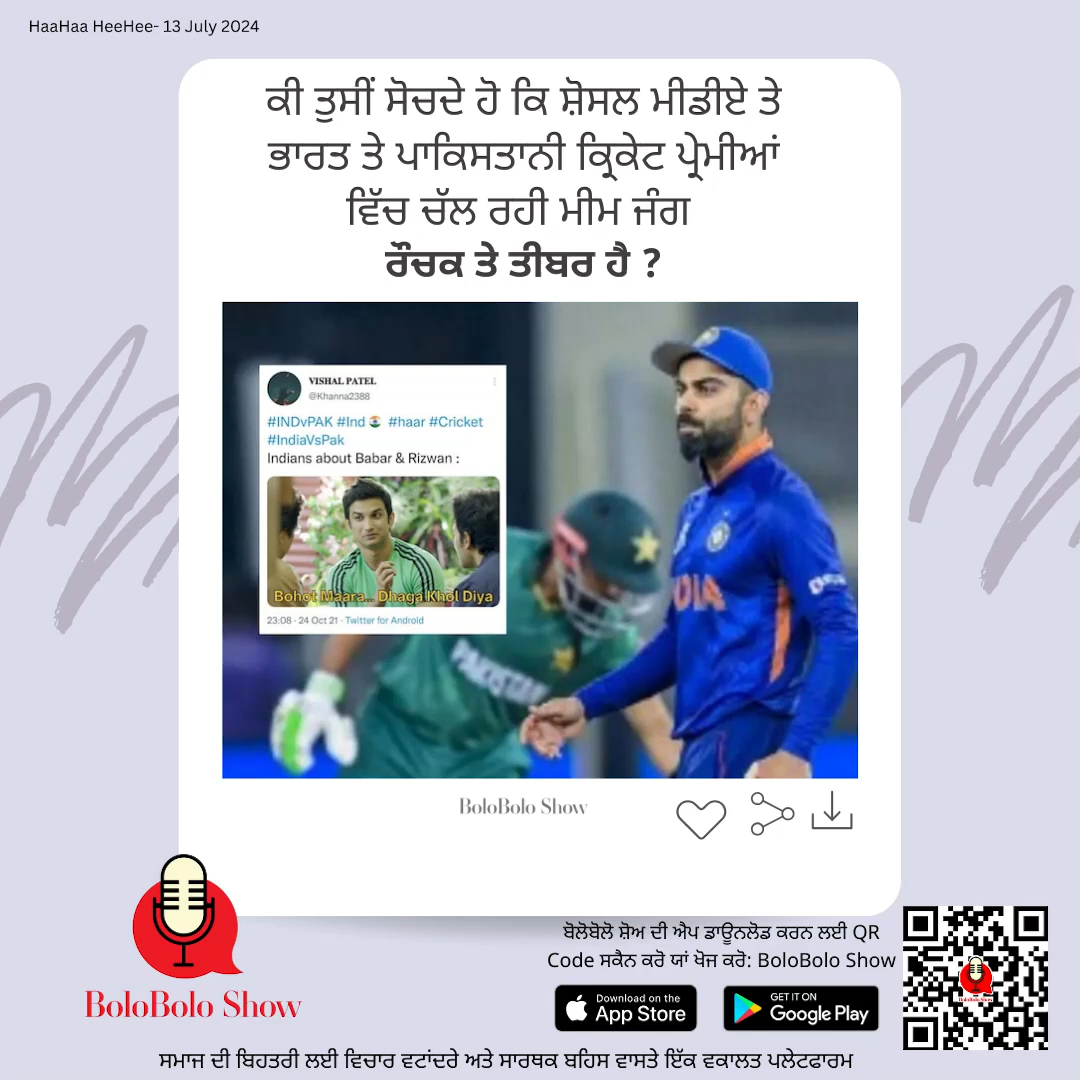 HaaHaa HeeHee- 13 July 2024
ਕੀ ਤੁਸੀਂ ਸੋਚਦੇ ਹੋ ਕਿ ਸ਼ੋਸਲ ਮੀਡੀਏ ਤੇ
ਭਾਰਤ ਤੇ ਪਾਕਿਸਤਾਨੀ ਕ੍ਰਿਕੇਟ ਪ੍ਰੇਮੀਆਂ
ਵਿੱਚ ਚੱਲ ਰਹੀ ਮੀਮ ਜੰਗ
ਰੌਚਕ ਤੇ ਤੀਬਰ ਹੈ ?
VISHAL PATEL
@Khanna2388
#INDvPAK #Ind #haar #Cricket
#IndiaVsPak
Indians about Babar & Rizwan :
Bohot Maara... Dhaga Khol Diya
23:08 · 24 Oct 21 · Twitter for Android
PAKISTAN
INDIA
BoloBolo Show
ਬੋਲੋਬੋਲੋ ਸ਼ੋਅ ਦੀ ਐਪ ਡਾਊਨਲੋਡ ਕਰਨ ਲਈ QR
Code ਸਕੈਨ ਕਰੋ ਯਾਂ ਖੋਜ ਕਰੋ: BoloBolo Show
Download on the
App Store
GET IT ON
Google Play
BoloBolo Show
BoloBolo Show
ਸਮਾਜ ਦੀ ਬਿਹਤਰੀ ਲਈ ਵਿਚਾਰ ਵਟਾਂਦਰੇ ਅਤੇ ਸਾਰਥਕ ਬਹਿਸ ਵਾਸਤੇ ਇੱਕ ਵਕਾਲਤ ਪਲੇਟਫਾਰਮ